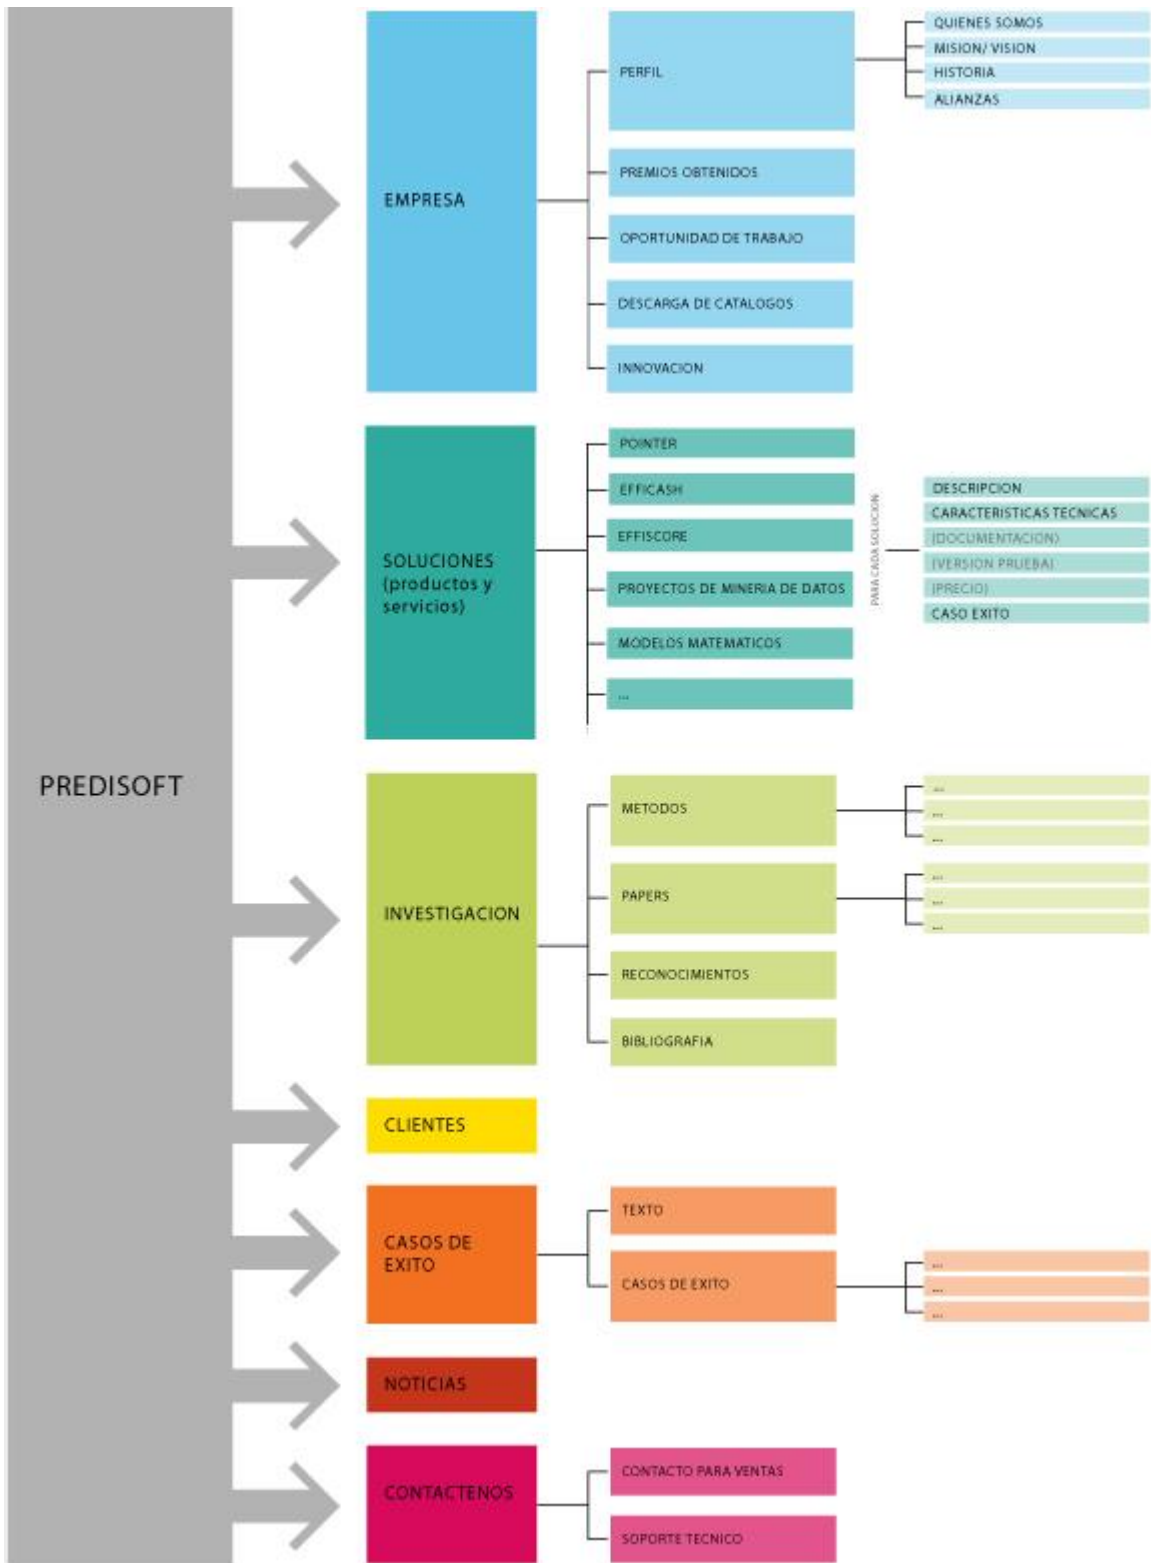 PREDISOFT
EMPRESA
PERFIL
QUIENES SOMOS
MISION/ VISION
HISTORIA
ALIANZAS
PREMIOS OBTENIDOS
OPORTUNIDAD DE TRABAJO
DESCARGA DE CATALOGOS
INNOVACION
SOLUCIONES
(productos y
servicios)
POINTER
EFFICASH
EFFISCORE
PROYECTOS DE MINERIA DE DATOS
MODELOS MATEMATICOS
...
PARA CADA SOLUCION
DESCRIPCION
CARACTERISTICAS TECNICAS
(DOCUMENTACION)
(VERSION PRUEBA)
(PRECIO)
CASO EXITO
INVESTIGACION
METODOS
...
...
...
PAPERS
...
...
...
RECONOCIMIENTOS
BIBLIOGRAFIA
CLIENTES
CASOS DE
EXITO
TEXTO
CASOS DE EXITO
...
...
...
NOTICIAS
CONTACTENOS
CONTACTO PARA VENTAS
SOPORTE TECNICO